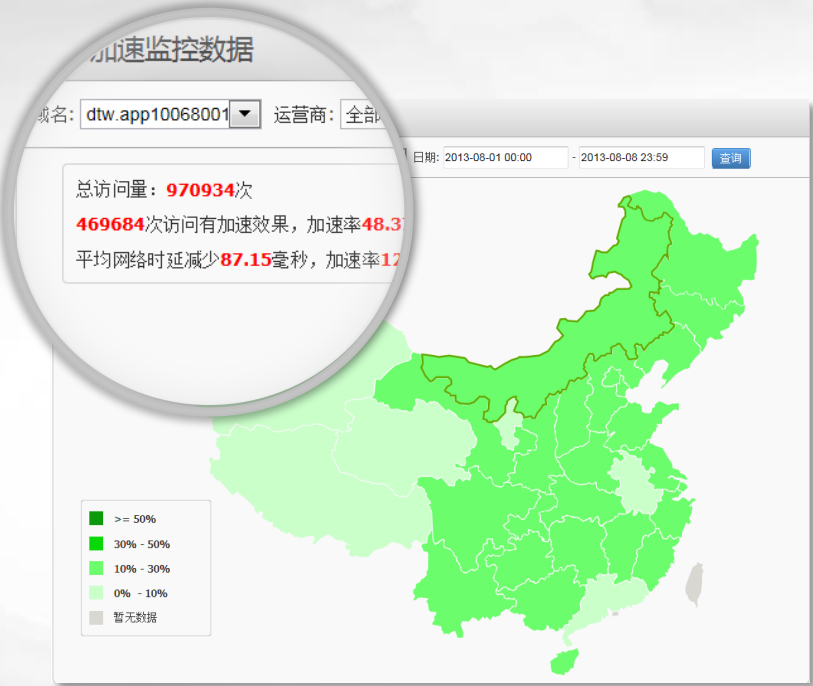 加速监控数据
域名: dtw.app10068001 运营商: 全部
日期: 2013-08-01 00:00 - 2013-08-08 23:59 查询
总访问量：970934次
469684次访问有加速效果，加速率48.3
平均网络时延减少87.15毫秒，加速率12
>= 50%
30% - 50%
10% - 30%
0% - 10%
暂无数据